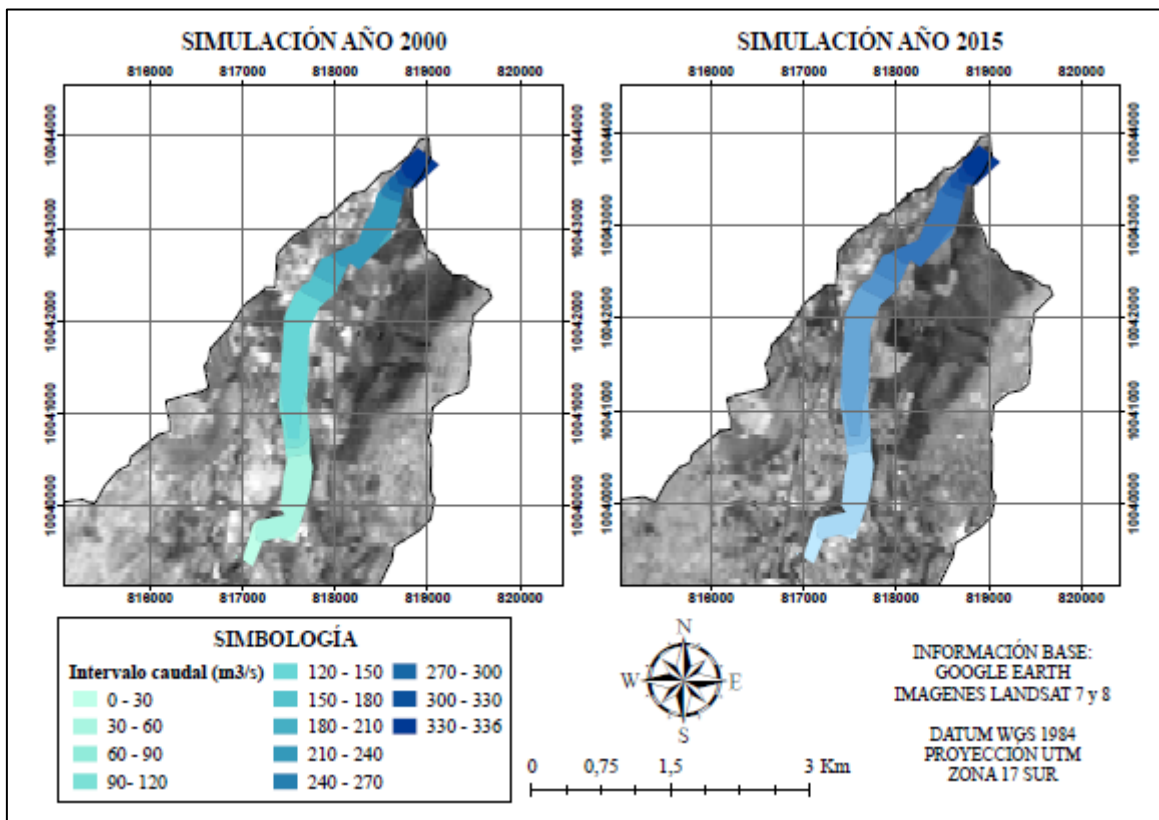 SIMULACIÓN AÑO 2000
816000 817000 818000 819000 820000
10044000
10043000
10042000
10041000
10040000
10044000
10043000
10042000
10041000
10040000
816000 817000 818000 819000 820000
SIMULACIÓN AÑO 2015
816000 817000 818000 819000 820000
10044000
10043000
10042000
10041000
10040000
10044000
10043000
10042000
10041000
10040000
816000 817000 818000 819000 820000
SIMBOLOGÍA
Intervalo caudal (m3/s)
0 - 30
30 - 60
60 - 90
90- 120
120 - 150
150 - 180
180 - 210
210 - 240
240 - 270
270 - 300
300 - 330
330 - 336
N
W E
S
0 0,75 1,5 3 Km
INFORMACIÓN BASE:
GOOGLE EARTH
IMAGENES LANDSAT 7 y 8
DATUM WGS 1984
PROYECCIÓN UTM
ZONA 17 SUR